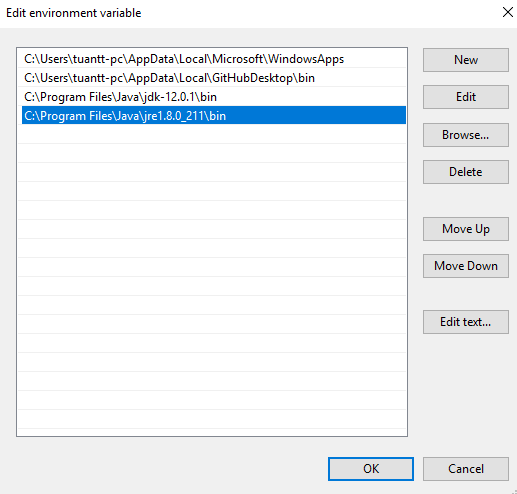 Edit environment variable
C:\Users\tuantt-pc\AppData\Local\Microsoft\WindowsApps
C:\Users\tuantt-pc\AppData\Local\GitHubDesktop\bin
C:\Program Files\Java\jdk-12.0.1\bin
C:\Program Files\Java\jre1.8.0_211\bin
New
Edit
Browse...
Delete
Move Up
Move Down
Edit text...
OK
Cancel